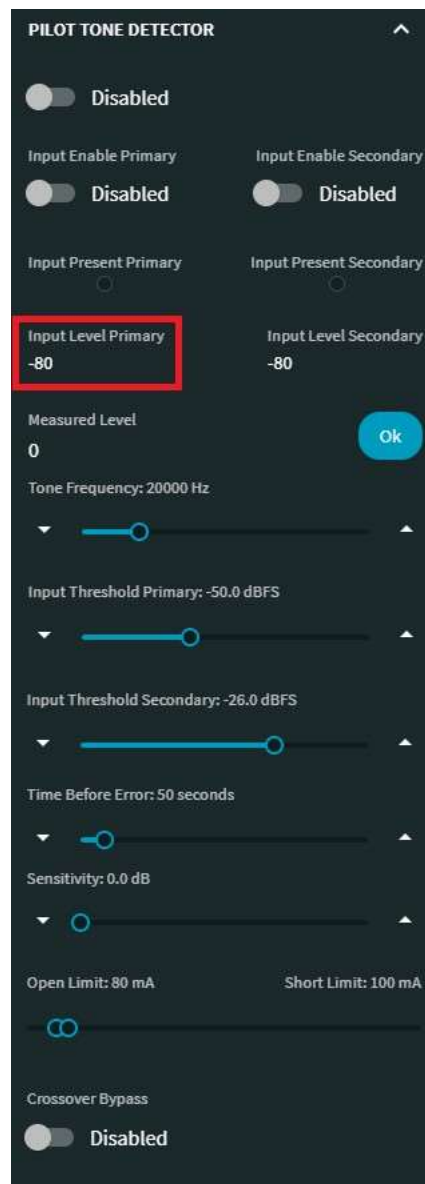 PILOT TONE DETECTOR
Disabled
Input Enable Primary Input Enable Secondary
Disabled Disabled
Input Present Primary Input Present Secondary
Input Level Primary Input Level Secondary
-80 -80
Measured Level
0
Ok
Tone Frequency: 20000 Hz
Input Threshold Primary: -50.0 dBFS
Input Threshold Secondary: -26.0 dBFS
Time Before Error: 50 seconds
Sensitivity: 0.0 dB
Open Limit: 80 mA Short Limit: 100 mA
Crossover Bypass
Disabled